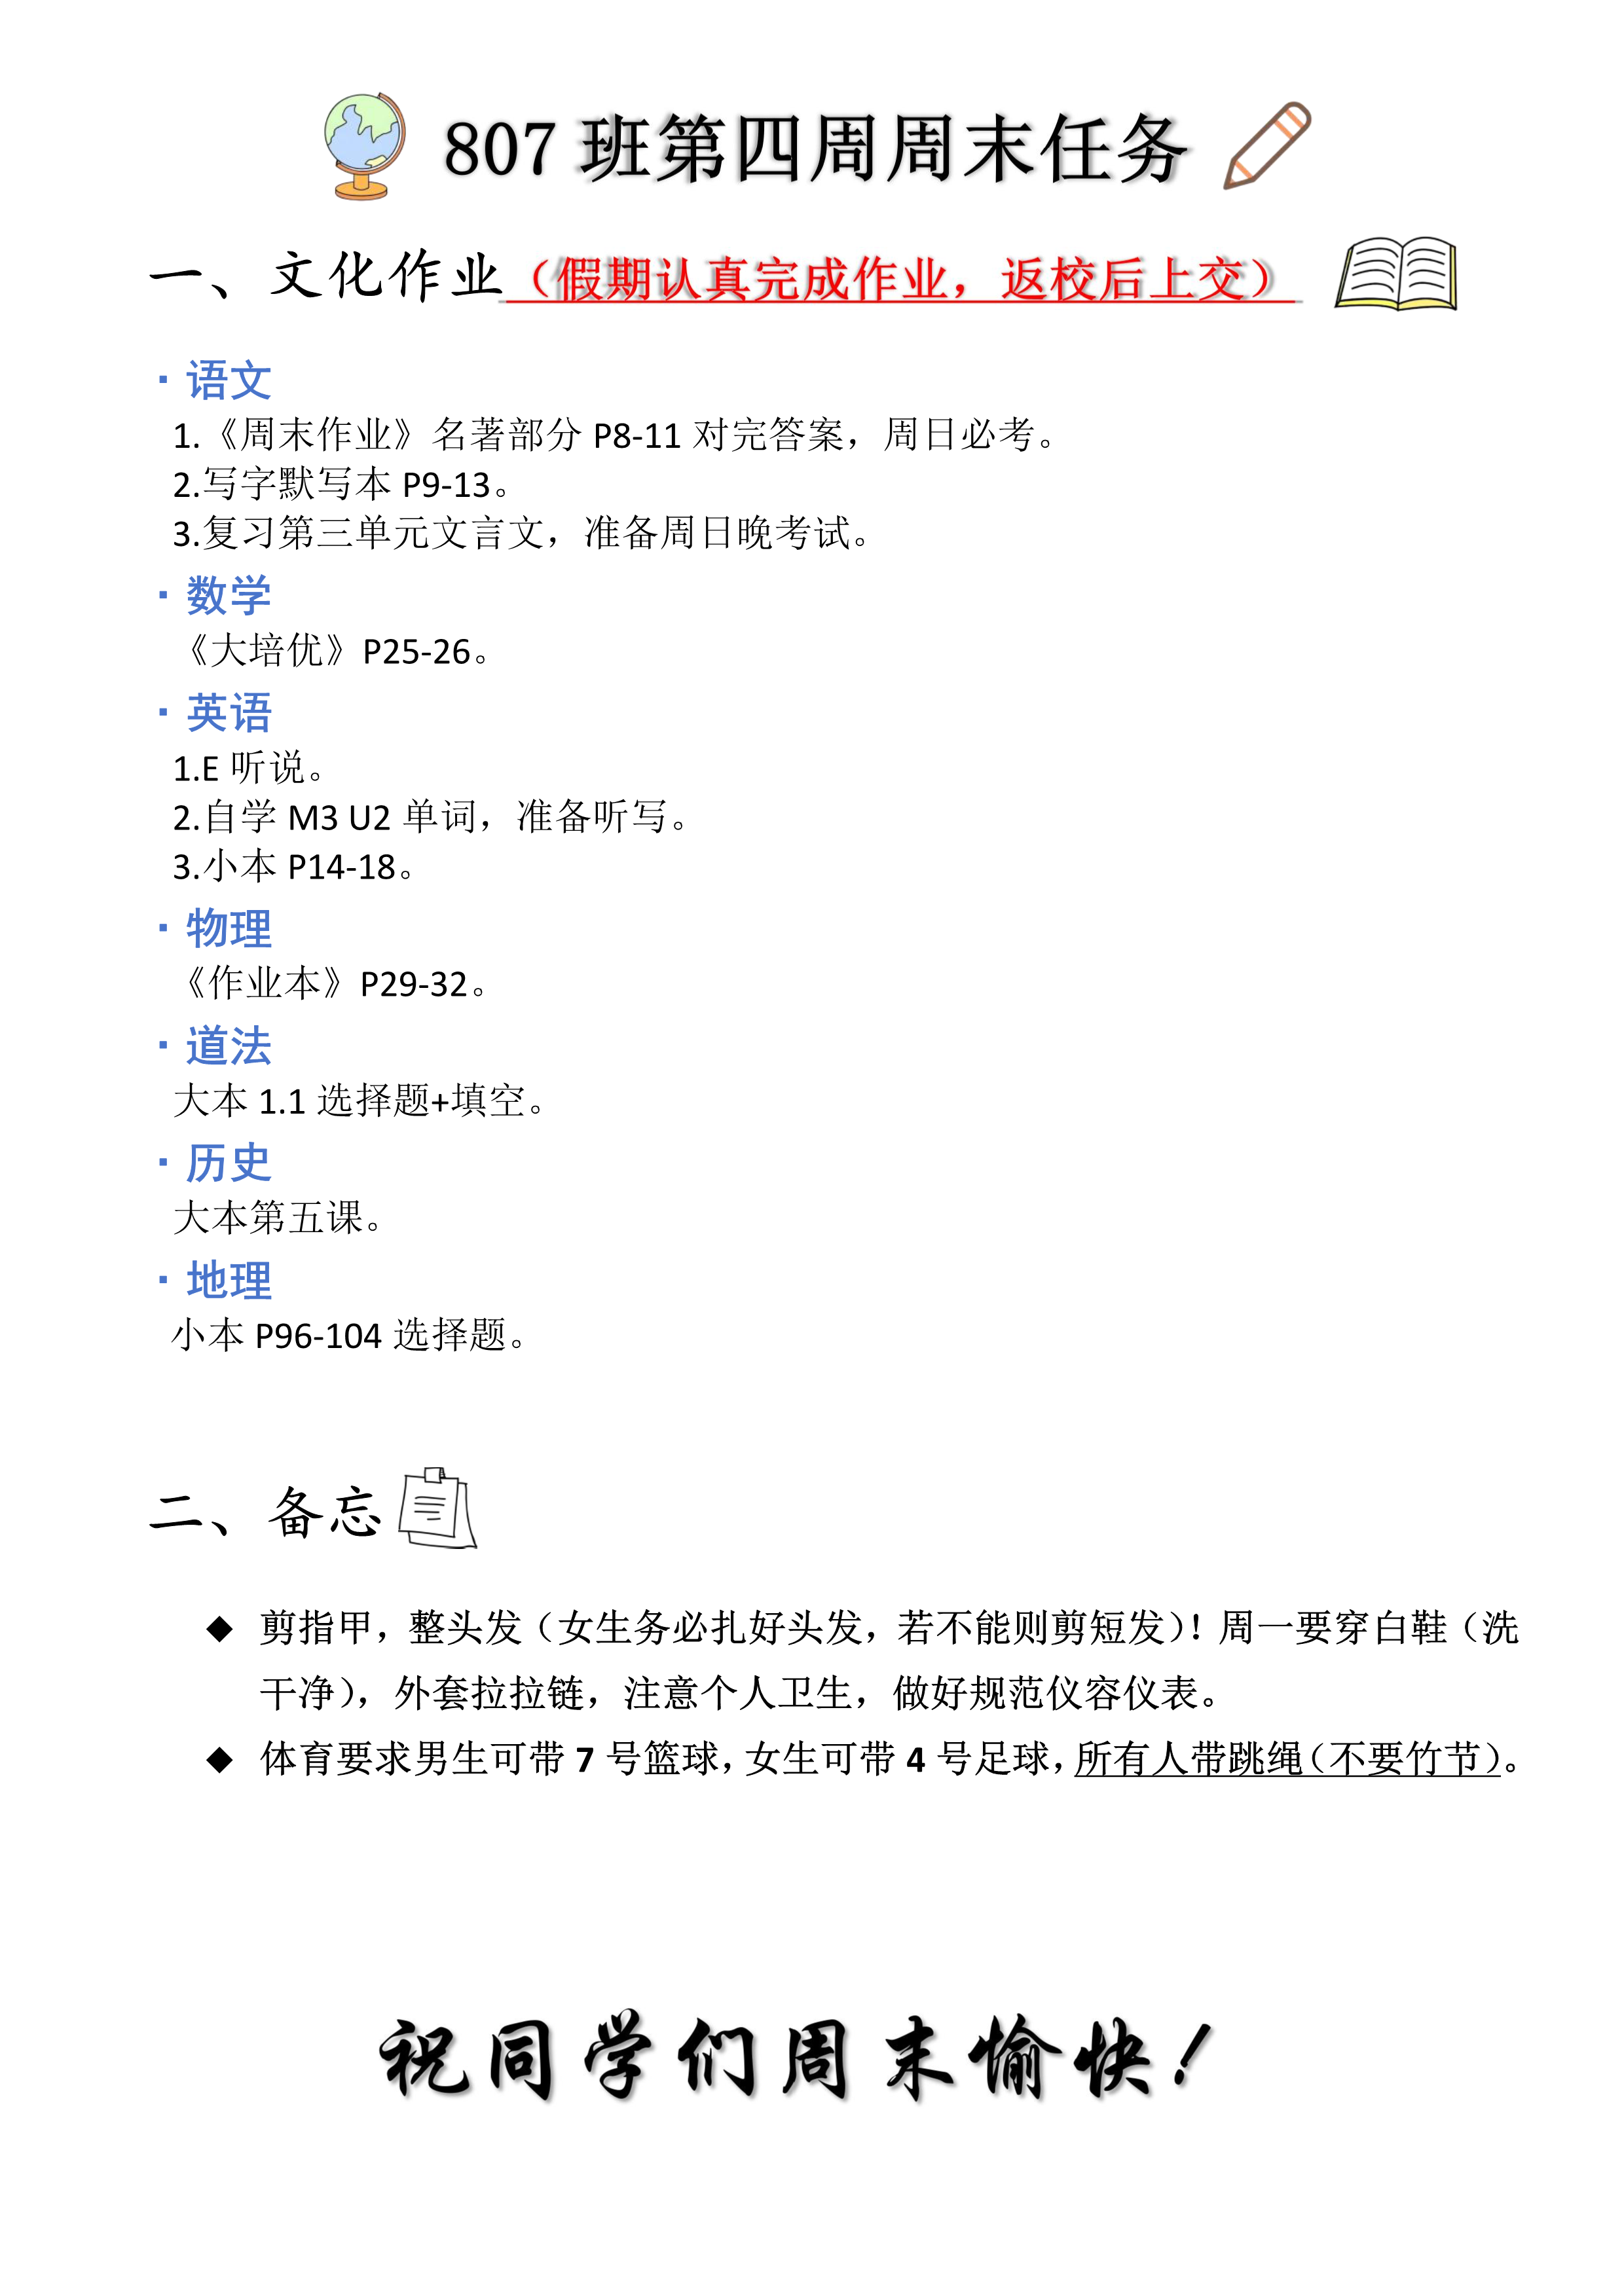 807 班第四周周末任务
一、文化作业（假期认真完成作业，返校后上交）
· 语文
1.《周末作业》名著部分 P8-11 对完答案，周日必考。
2.写字默写本 P9-13。
3.复习第三单元文言文，准备周日晚考试。
· 数学
《大培优》P25-26。
· 英语
1.E 听说。
2.自学 M3 U2 单词，准备听写。
3.小本 P14-18。
· 物理
《作业本》P29-32。
· 道法
大本 1.1 选择题+填空。
· 历史
大本第五课。
· 地理
小本 P96-104 选择题。
二、备忘
◆ 剪指甲，整头发（女生务必扎好头发，若不能则剪短发）！周一要穿白鞋（洗
干净），外套拉拉链，注意个人卫生，做好规范仪容仪表。
◆ 体育要求男生可带 7 号篮球，女生可带 4 号足球，所有人带跳绳（不要竹节）。
祝同学们周末愉快！